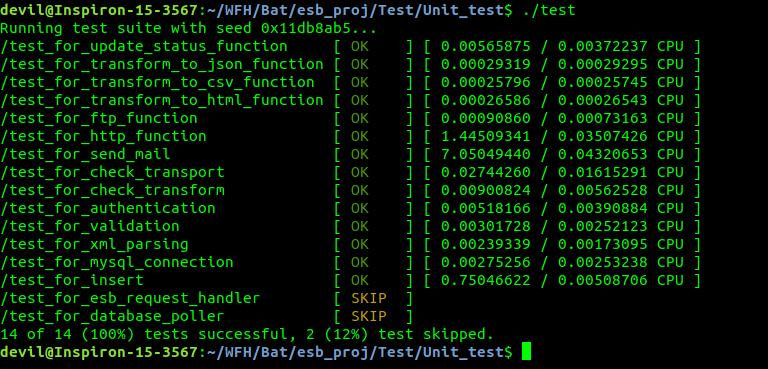 devil@Inspiron-15-3567:~/WFH/Bat/esb_proj/Test/Unit_test$ ./test
Running test suite with seed 0x11db8ab5...
/test_for_update_status_function     [ OK    ] [ 0.00565875 / 0.00372237 CPU ]
/test_for_transform_to_json_function [ OK    ] [ 0.00029319 / 0.00029295 CPU ]
/test_for_transform_to_csv_function  [ OK    ] [ 0.00025796 / 0.00025745 CPU ]
/test_for_transform_to_html_function [ OK    ] [ 0.00026586 / 0.00026543 CPU ]
/test_for_ftp_function               [ OK    ] [ 0.00090860 / 0.00073163 CPU ]
/test_for_http_function              [ OK    ] [ 1.44509341 / 0.03507426 CPU ]
/test_for_send_mail                  [ OK    ] [ 7.05049440 / 0.04320653 CPU ]
/test_for_check_transport            [ OK    ] [ 0.02744260 / 0.01615291 CPU ]
/test_for_check_transform            [ OK    ] [ 0.00900824 / 0.00562528 CPU ]
/test_for_authentication             [ OK    ] [ 0.00518166 / 0.00390884 CPU ]
/test_for_validation                 [ OK    ] [ 0.00301728 / 0.00252123 CPU ]
/test_for_xml_parsing                [ OK    ] [ 0.00239339 / 0.00173095 CPU ]
/test_for_mysql_connection           [ OK    ] [ 0.00275256 / 0.00253238 CPU ]
/test_for_insert                     [ OK    ] [ 0.75046622 / 0.00508706 CPU ]
/test_for_esb_request_handler        [ SKIP  ]
/test_for_database_poller            [ SKIP  ]
14 of 14 (100%) tests successful, 2 (12%) test skipped.
devil@Inspiron-15-3567:~/WFH/Bat/esb_proj/Test/Unit_test$